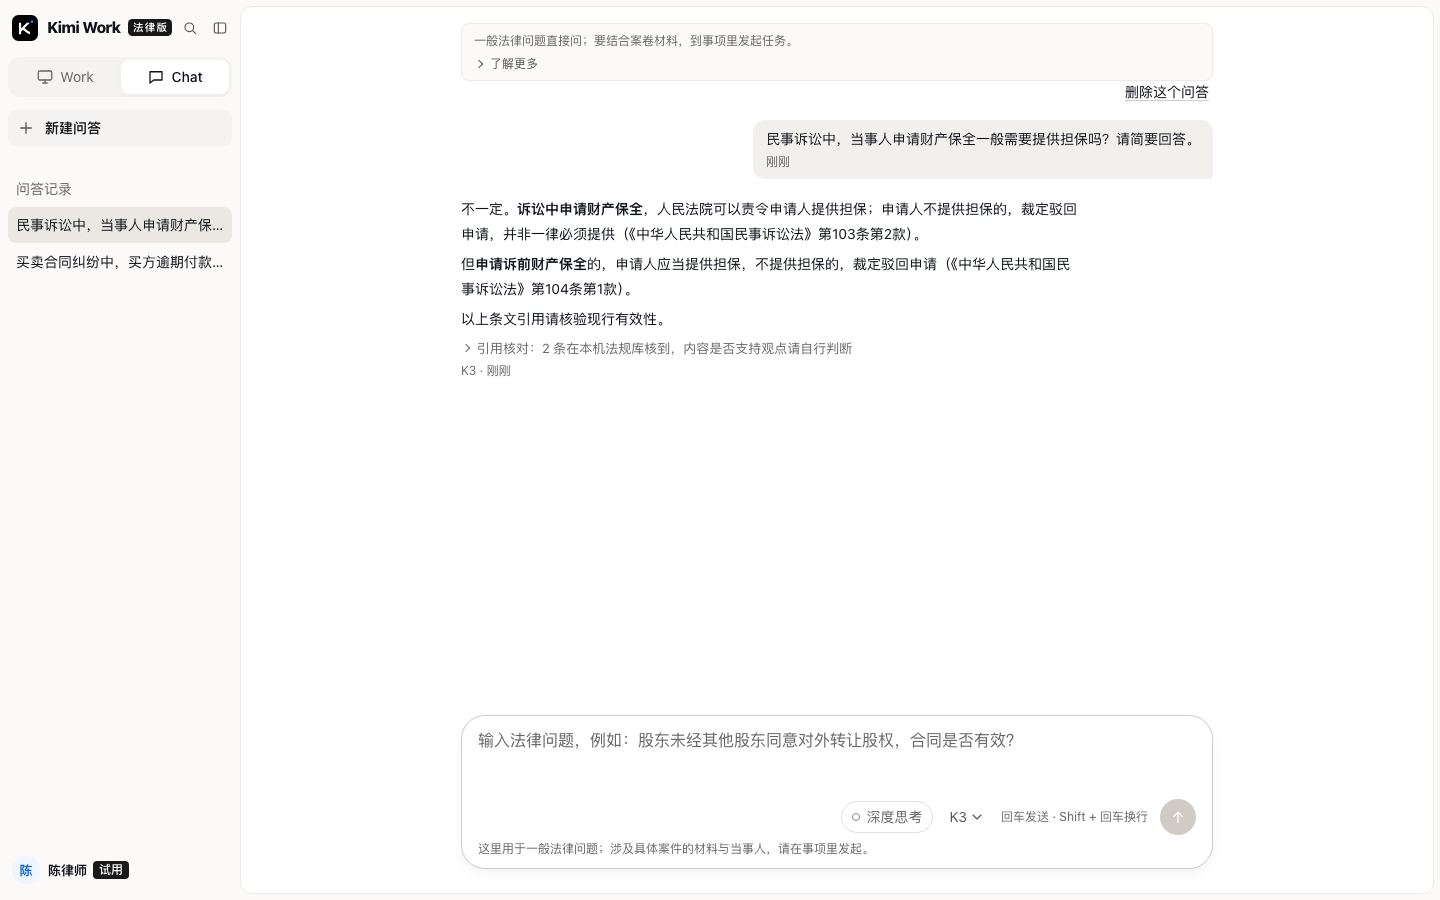 Kimi Work 法律版
Work
Chat
新建问答
问答记录
民事诉讼中，当事人申请财产保...
买卖合同纠纷中，买方逾期付款...
陈 陈律师 试用
一般法律问题直接问；要结合案卷材料，到事项里发起任务。
了解更多
删除这个问答
民事诉讼中，当事人申请财产保全一般需要提供担保吗？请简要回答。
刚刚
不一定。诉讼中申请财产保全，人民法院可以责令申请人提供担保；申请人不提供担保的，裁定驳回
申请，并非一律必须提供（《中华人民共和国民事诉讼法》第103条第2款）。
但申请诉前财产保全的，申请人应当提供担保，不提供担保的，裁定驳回申请（《中华人民共和国民
事诉讼法》第104条第1款）。
以上条文引用请核验现行有效性。
引用核对：2 条在本机法规库核到，内容是否支持观点请自行判断
K3 · 刚刚
输入法律问题，例如：股东未经其他股东同意对外转让股权，合同是否有效？
深度思考
K3
回车发送 · Shift + 回车换行
这里用于一般法律问题；涉及具体案件的材料与当事人，请在事项里发起。